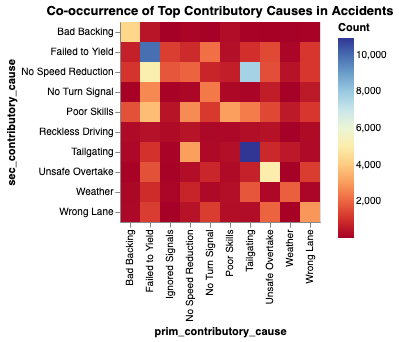 Co-occurrence of Top Contributory Causes in Accidents
Count
10,000
8,000
6,000
4,000
2,000
sec_contributory_cause
Bad Backing
Failed to Yield
No Speed Reduction
No Turn Signal
Poor Skills
Reckless Driving
Tailgating
Unsafe Overtake
Weather
Wrong Lane
Bad Backing
Failed to Yield
Ignored Signals
No Speed Reduction
No Turn Signal
Poor Skills
Tailgating
Unsafe Overtake
Weather
Wrong Lane
prim_contributory_cause